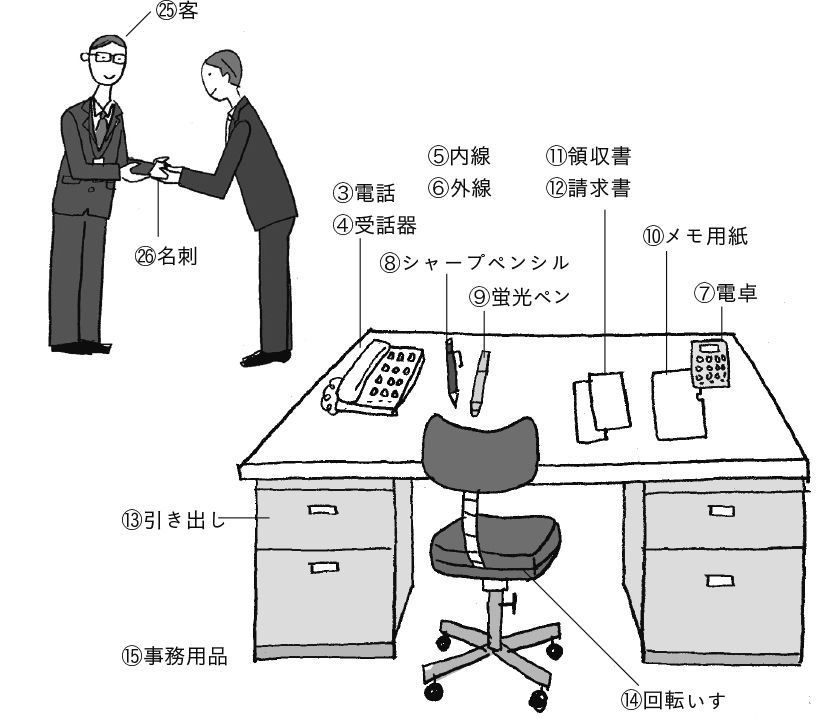 ㉕客
⑤内線
⑪領収書
③電話
⑥外線
⑫請求書
④受話器
㉖名刺
⑧シャープペンシル
⑩メモ用紙
⑨蛍光ペン
⑦電卓
⑬引き出し
⑮事務用品
⑭回転いす